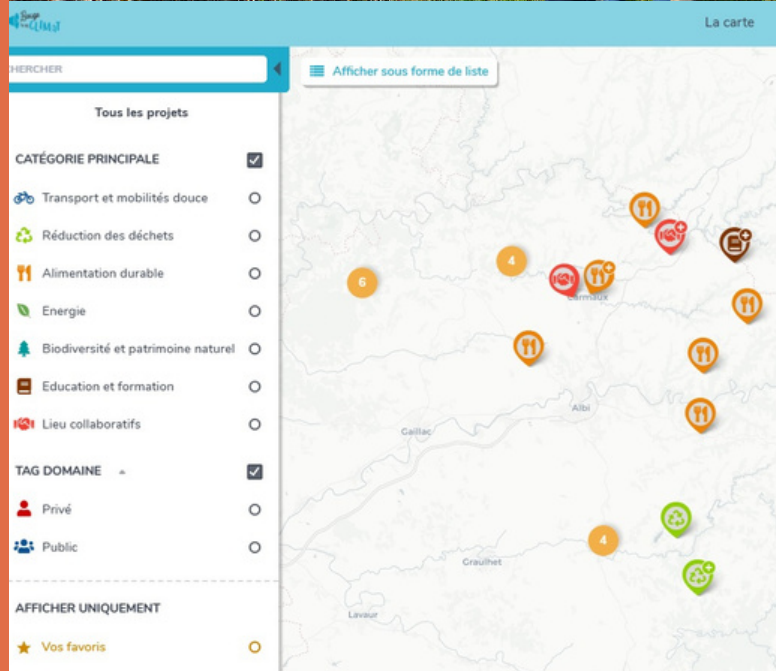 La carte
HERCHER
Afficher sous forme de liste
Tous les projets
CATÉGORIE PRINCIPALE
Transport et mobilités douce
Réduction des déchets
Alimentation durable
Energie
Biodiversité et patrimoine naturel
Education et formation
Lieu collaboratifs
TAG DOMAINE
Privé
Public
AFFICHER UNIQUEMENT
Vos favoris
6
4
Carmaux
Albi
Gaillac
4
Graulhet
Lavaur